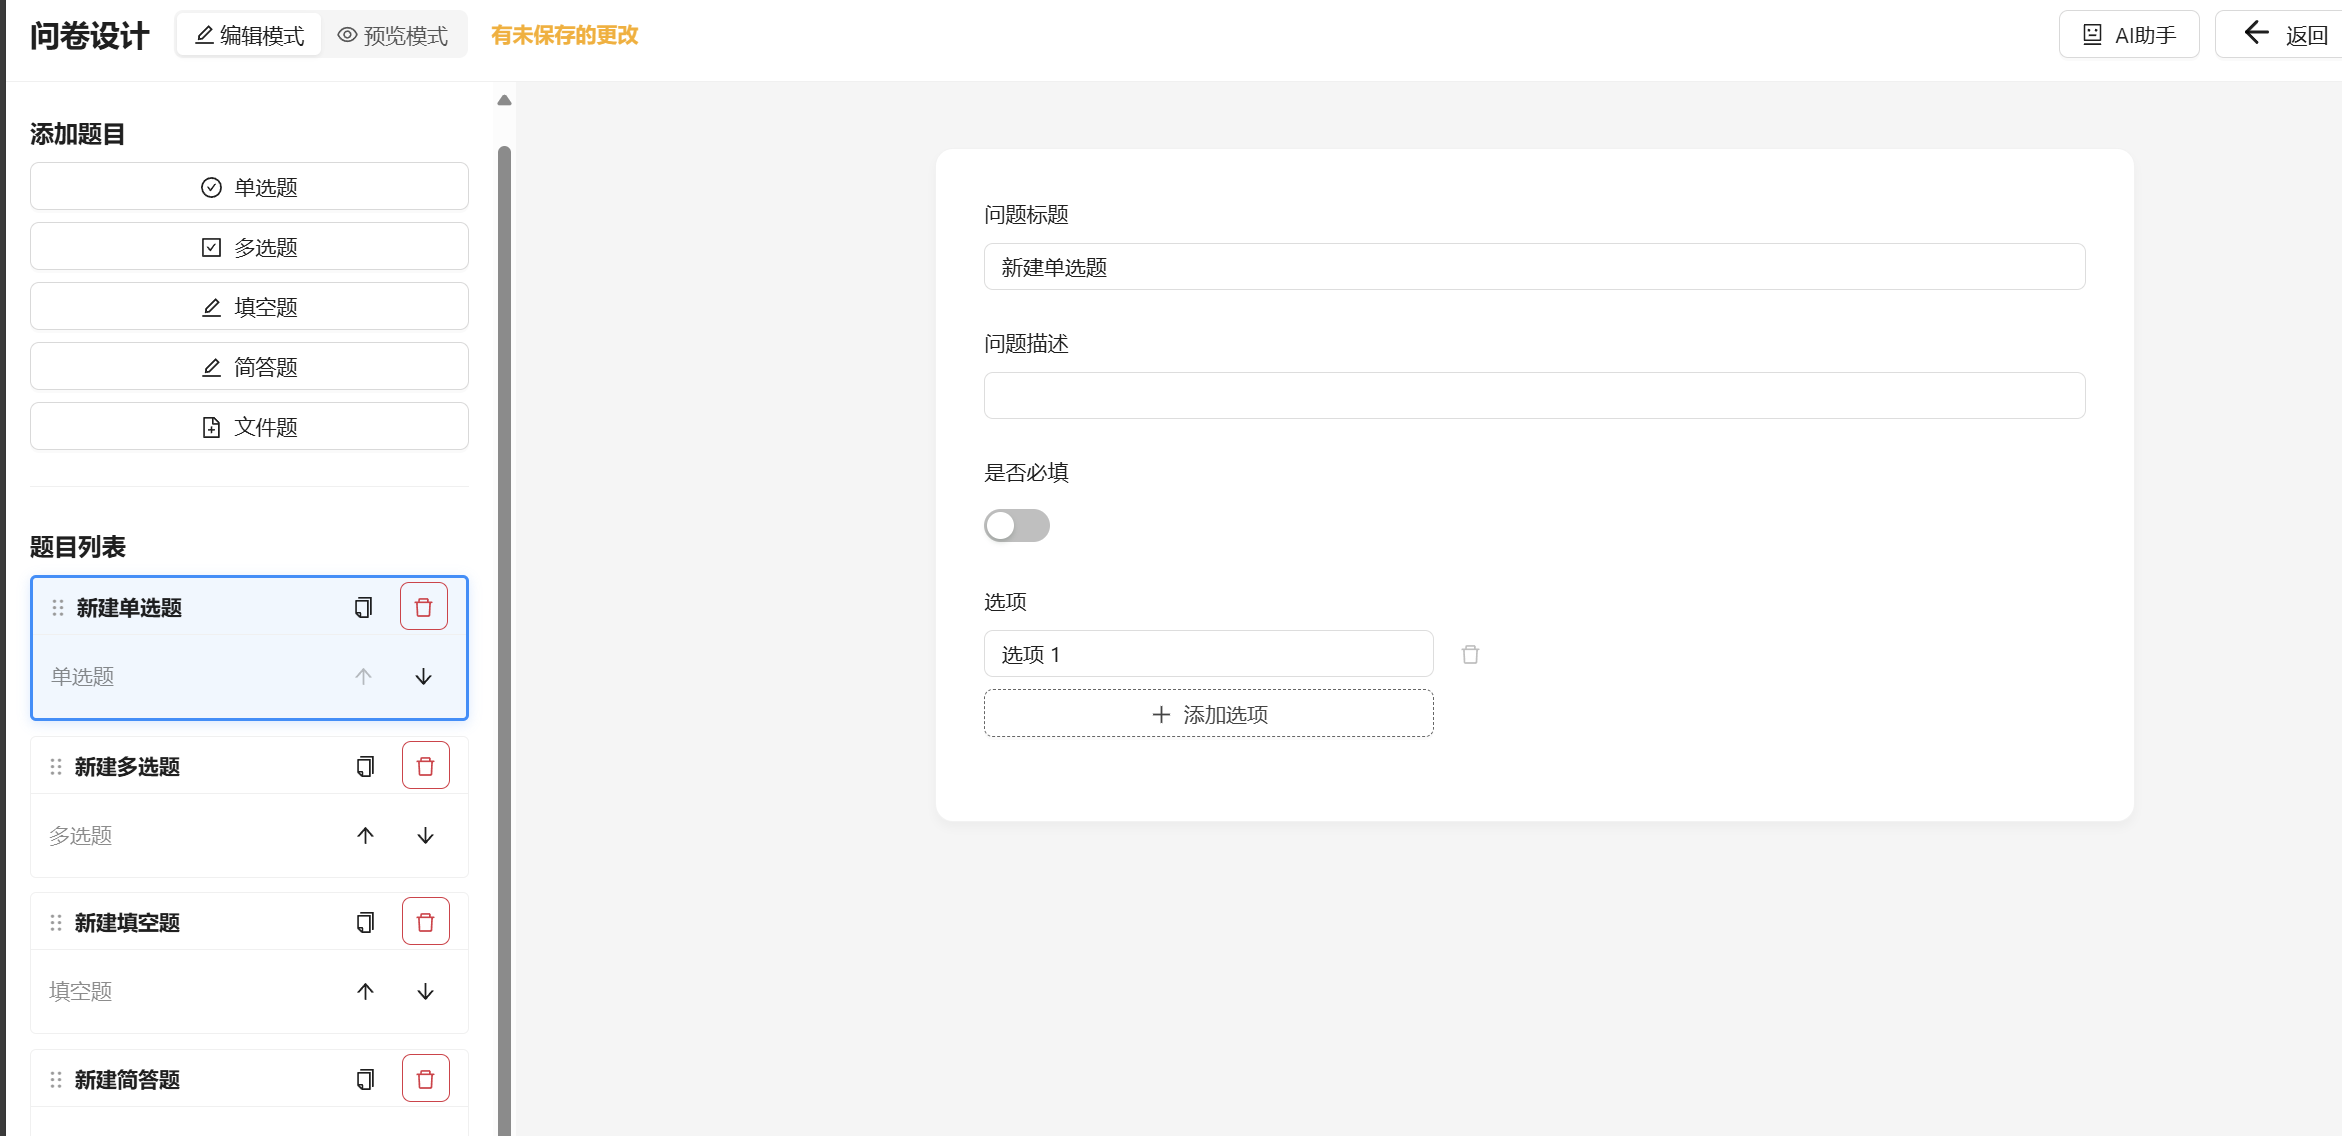 问卷设计
编辑模式
预览模式
有未保存的更改
AI助手
返回
添加题目
单选题
多选题
填空题
简答题
文件题
题目列表
新建单选题
单选题
新建多选题
多选题
新建填空题
填空题
新建简答题
问题标题
新建单选题
问题描述
是否必填
选项
选项 1
添加选项